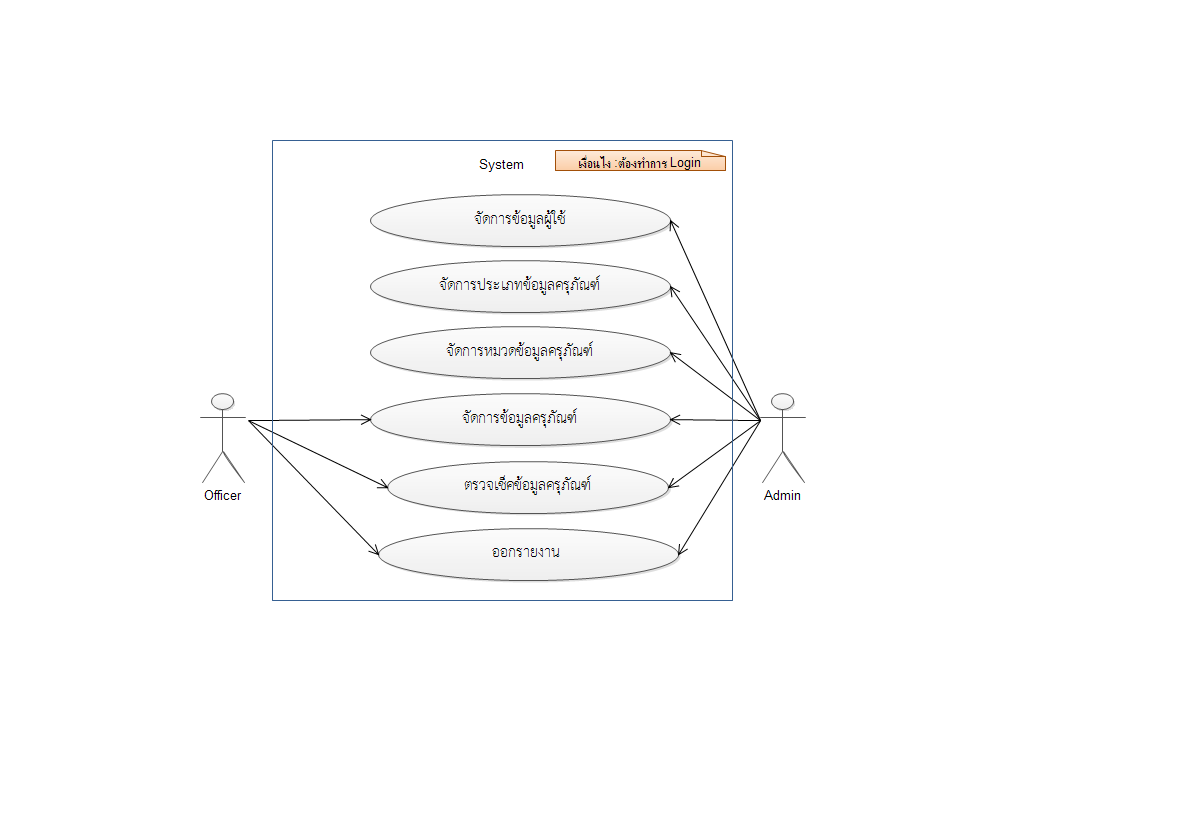 System
เงื่อนไง :ต้องทำการ Login
จัดการข้อมูลผู้ใช้
จัดการประเภทข้อมูลครุภัณฑ์
จัดการหมวดข้อมูลครุภัณฑ์
จัดการข้อมูลครุภัณฑ์
ตรวจเช็คข้อมูลครุภัณฑ์
Officer
Admin
ออกรายงาน